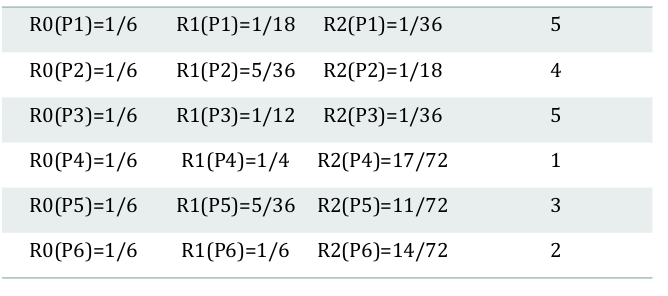 R0(P1)=1/6 R1(P1)=1/18 R2(P1)=1/36 5
R0(P2)=1/6 R1(P2)=5/36 R2(P2)=1/18 4
R0(P3)=1/6 R1(P3)=1/12 R2(P3)=1/36 5
R0(P4)=1/6 R1(P4)=1/4 R2(P4)=17/72 1
R0(P5)=1/6 R1(P5)=5/36 R2(P5)=11/72 3
R0(P6)=1/6 R1(P6)=1/6 R2(P6)=14/72 2